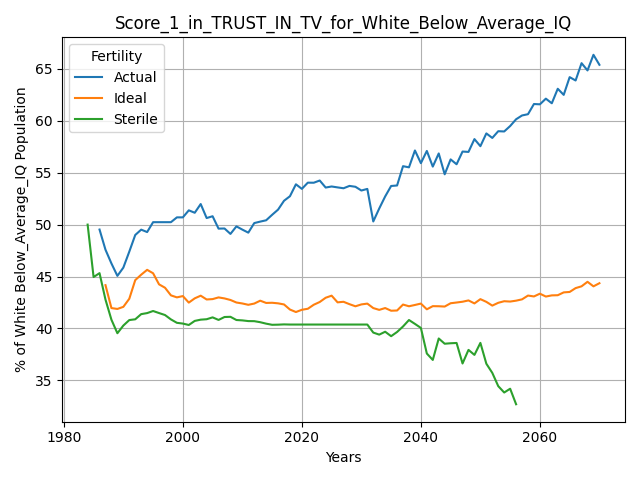 Score_1_in_TRUST_IN_TV_for_White_Below_Average_IQ
Fertility
Actual
Ideal
Sterile
% of White Below_Average_IQ Population
65
60
55
50
45
40
35
1980
2000
2020
2040
2060
Years